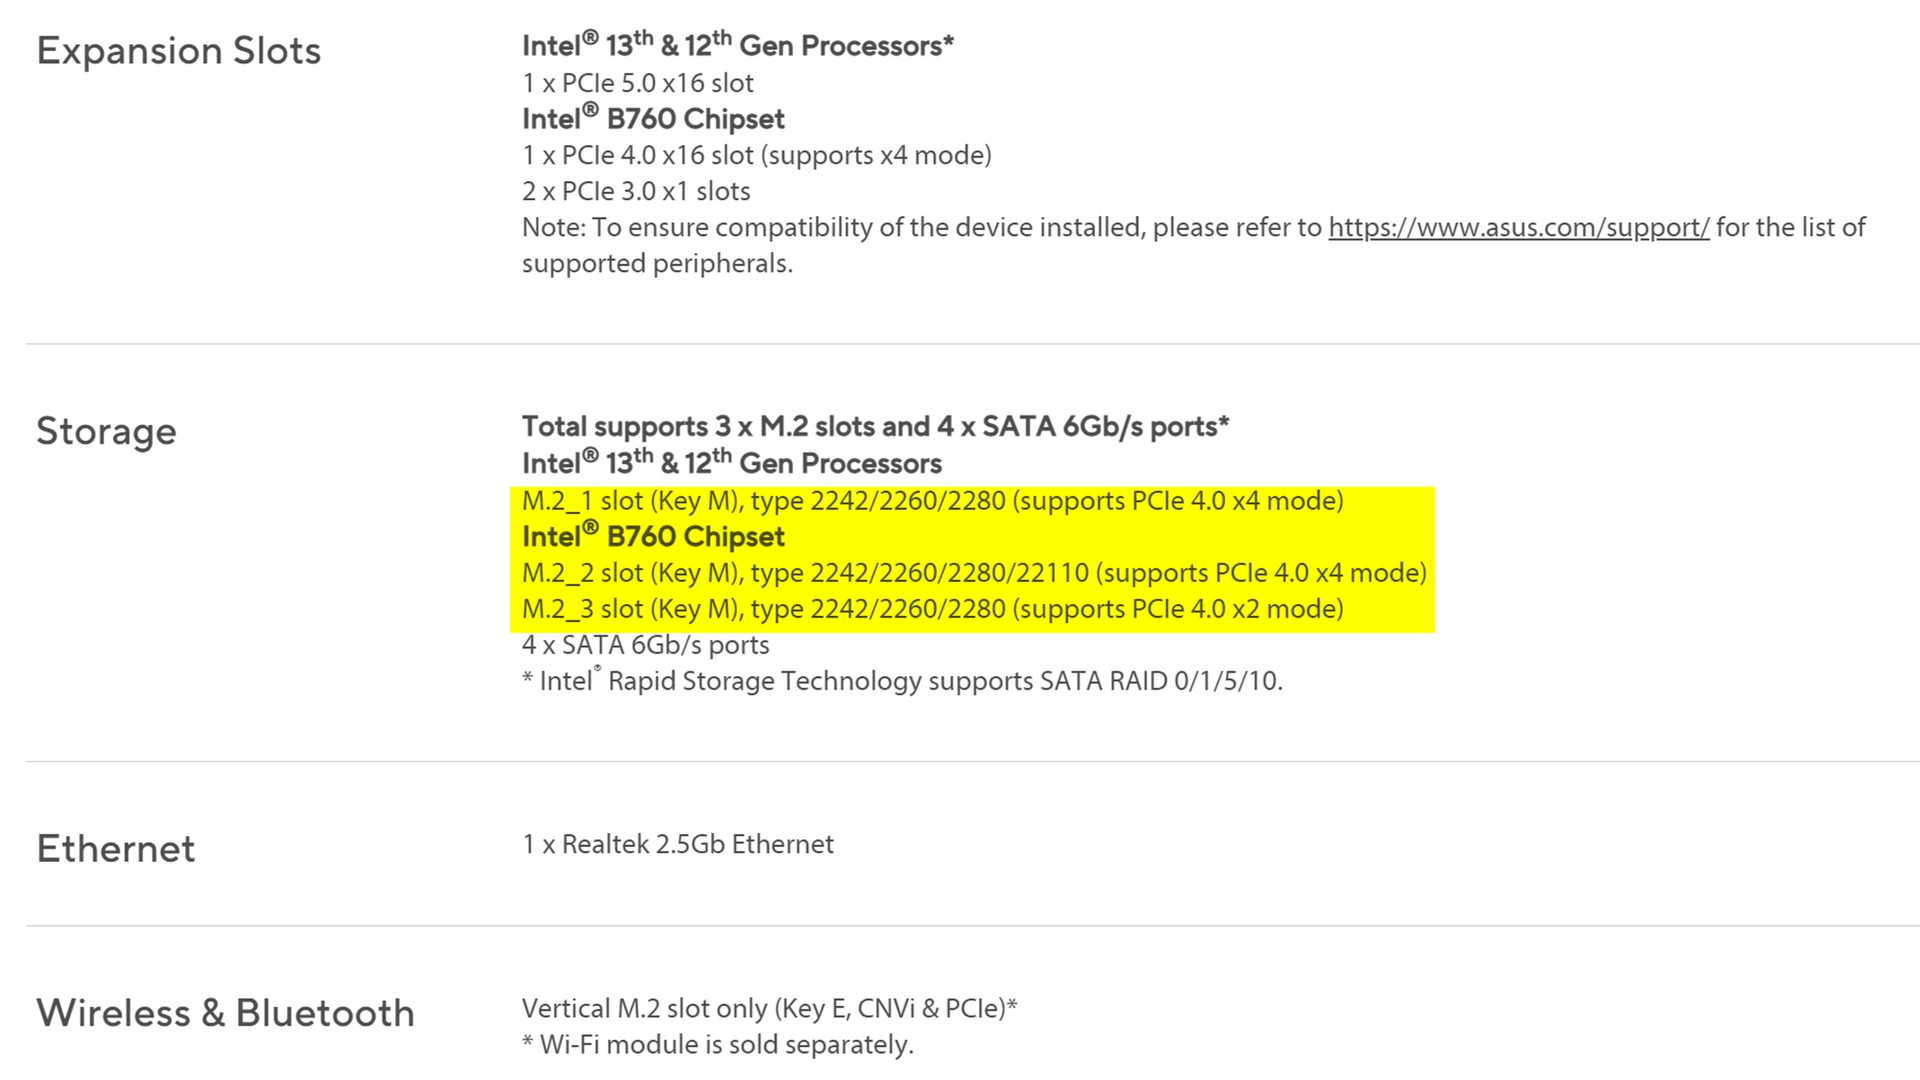 Expansion Slots
Intel® 13th & 12th Gen Processors*
1 x PCIe 5.0 x16 slot
Intel® B760 Chipset
1 x PCIe 4.0 x16 slot (supports x4 mode)
2 x PCIe 3.0 x1 slots
Note: To ensure compatibility of the device installed, please refer to https://www.asus.com/support/ for the list of
supported peripherals.
Storage
Total supports 3 x M.2 slots and 4 x SATA 6Gb/s ports*
Intel® 13th & 12th Gen Processors
M.2_1 slot (Key M), type 2242/2260/2280 (supports PCIe 4.0 x4 mode)
Intel® B760 Chipset
M.2_2 slot (Key M), type 2242/2260/2280/22110 (supports PCIe 4.0 x4 mode)
M.2_3 slot (Key M), type 2242/2260/2280 (supports PCIe 4.0 x2 mode)
4 x SATA 6Gb/s ports
* Intel® Rapid Storage Technology supports SATA RAID 0/1/5/10.
Ethernet
1 x Realtek 2.5Gb Ethernet
Wireless & Bluetooth
Vertical M.2 slot only (Key E, CNVi & PCIe)*
* Wi-Fi module is sold separately.